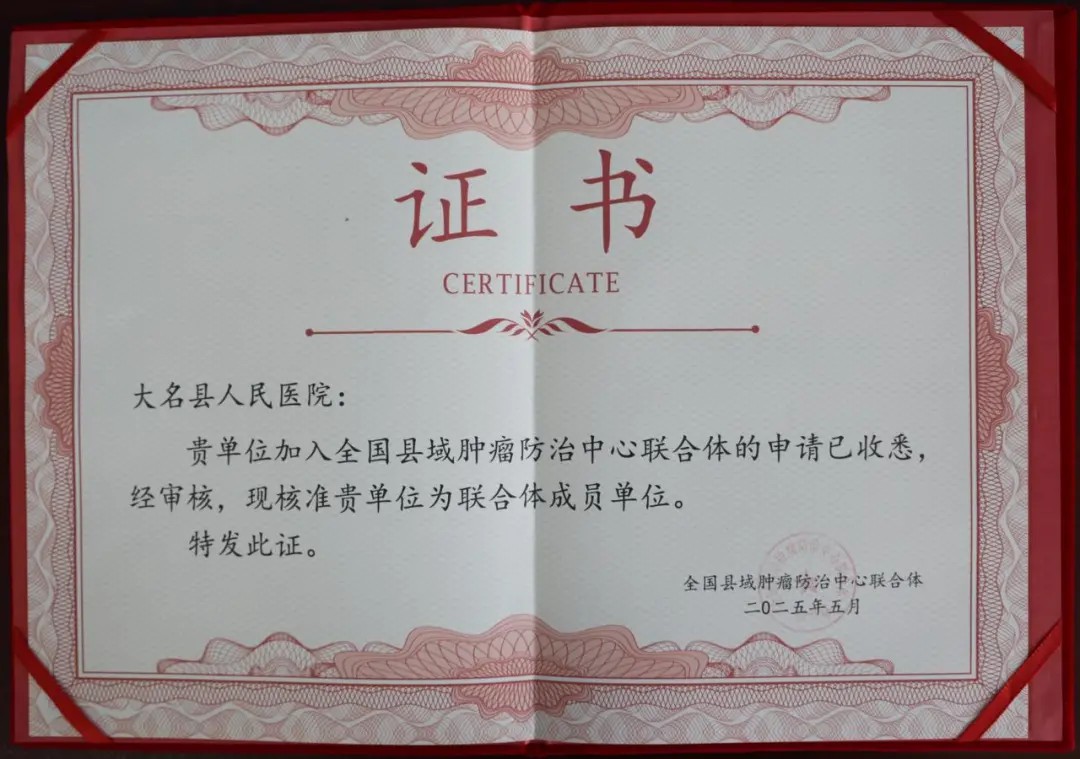 证书
CERTIFICATE
大名县人民医院：
贵单位加入全国县域肿瘤防治中心联合体的申请已收悉，
经审核，现核准贵单位为联合体成员单位。
特发此证。
全国县域肿瘤防治中心联合体
二〇二五年五月